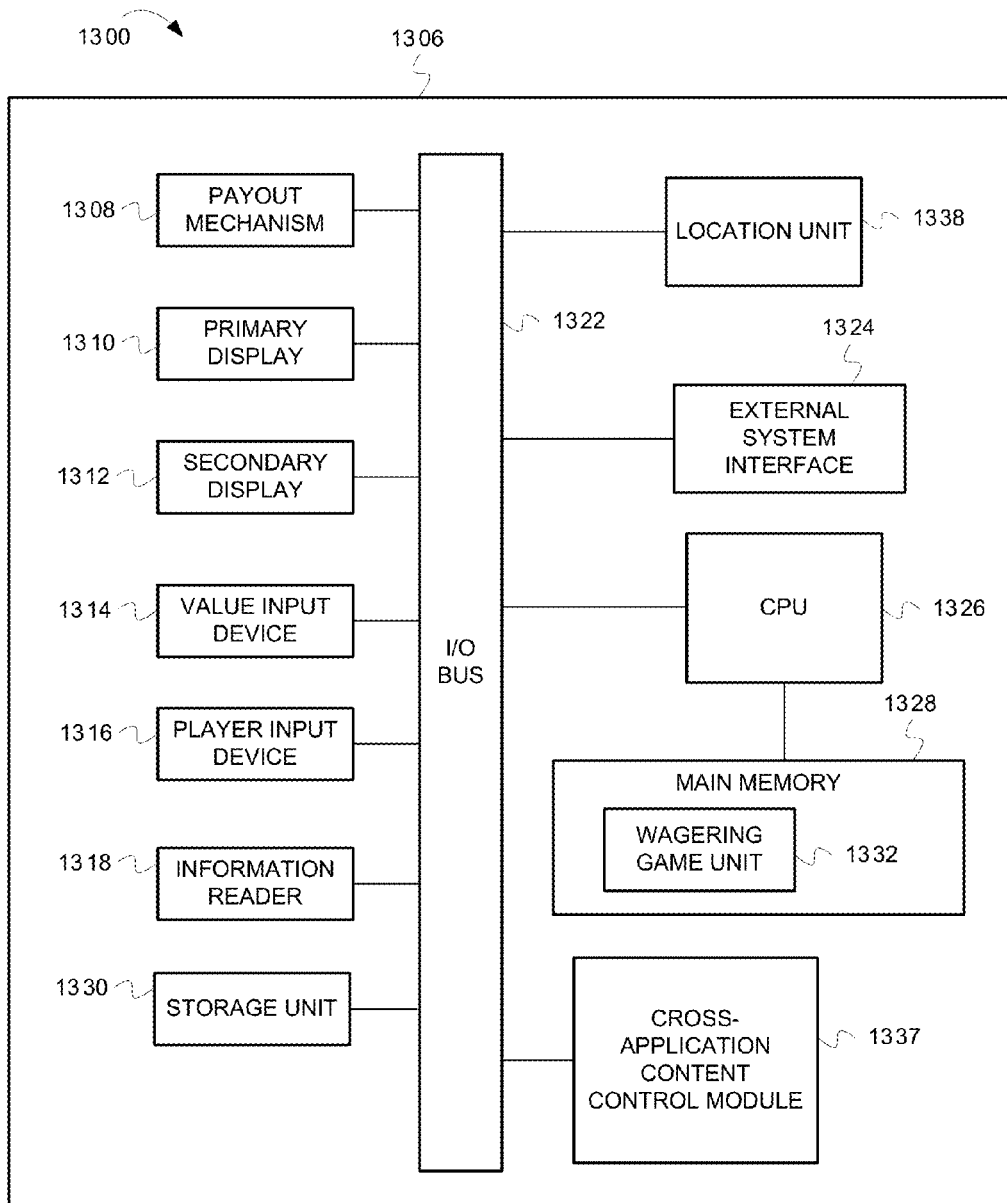 1300
1306
1308
PAYOUT
MECHANISM
1310
PRIMARY
DISPLAY
1312
SECONDARY
DISPLAY
1314
VALUE INPUT
DEVICE
1316
PLAYER INPUT
DEVICE
1318
INFORMATION
READER
1330
STORAGE UNIT
I/O
BUS
1322
LOCATION UNIT
1338
1324
EXTERNAL
SYSTEM
INTERFACE
CPU
1326
1328
MAIN MEMORY
WAGERING
GAME UNIT
1332
CROSS-
APPLICATION
CONTENT
CONTROL MODULE
1337